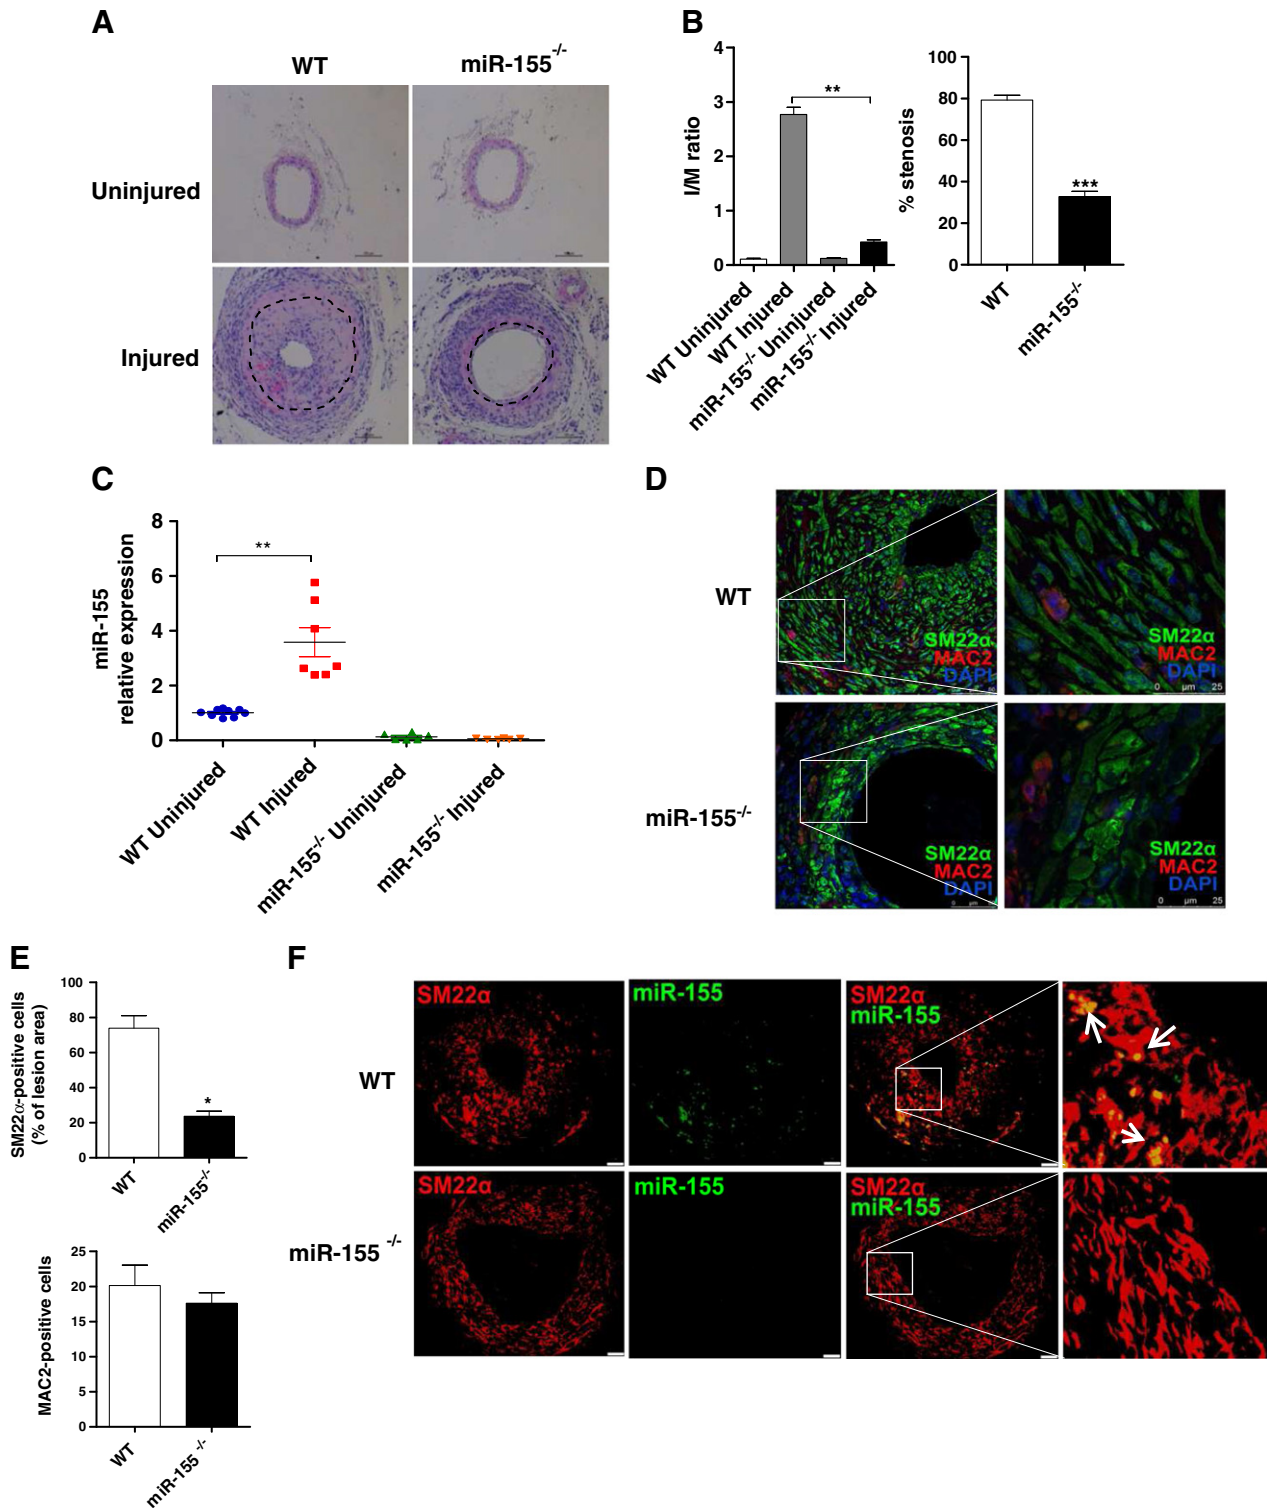 A
WT
miR-155-/-
Uninjured
Injured
B
I/M ratio
4
3
2
1
0
**
WT Uninjured
WT Injured
miR-155-/- Uninjured
miR-155-/- Injured
% stenosis
100
80
60
40
20
0
***
WT
miR-155-/-
C
miR-155
relative expression
8
6
4
2
0
**
WT Uninjured
WT Injured
miR-155-/- Uninjured
miR-155-/- Injured
D
WT
SM22α
MAC2
DAPI
SM22α
MAC2
DAPI
0 µm 25
miR-155-/-
SM22α
MAC2
DAPI
SM22α
MAC2
DAPI
0 µm 25
E
SM22α-positive cells
(% of lesion area)
100
80
60
40
20
0
*
WT
miR-155-/-
MAC2-positive cells
25
20
15
10
5
0
WT
miR-155 -/-
F
WT
SM22α
miR-155
SM22α
miR-155
miR-155 -/-
SM22α
miR-155
SM22α
miR-155